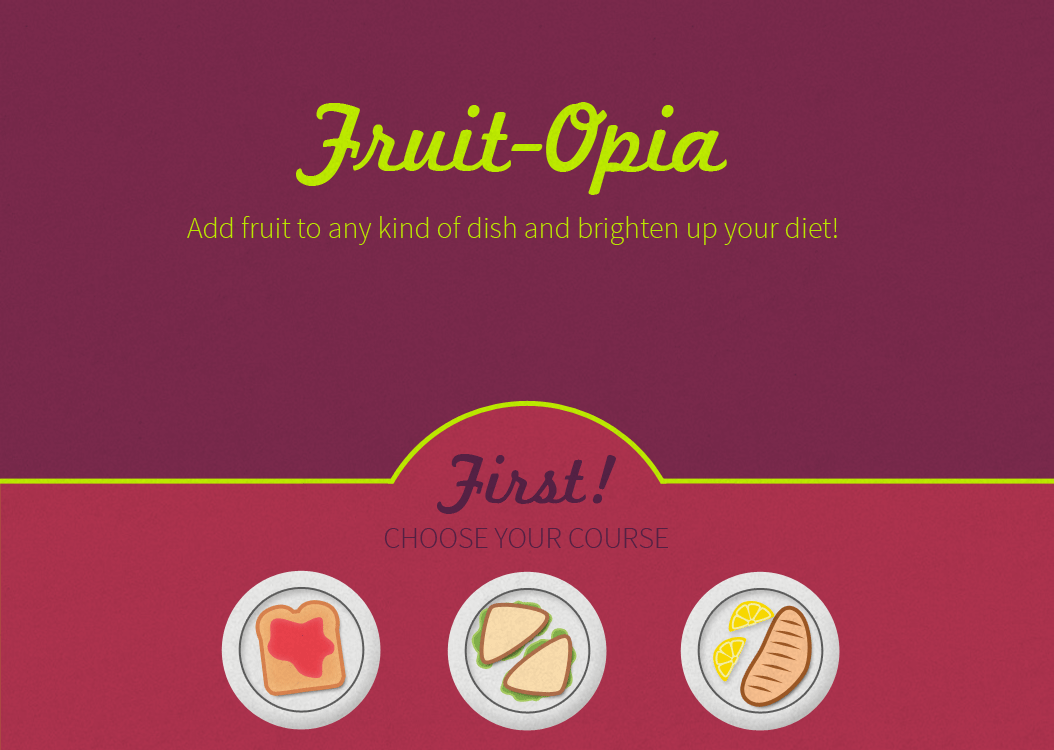 Fruit-Opia
Add fruit to any kind of dish and brighten up your diet!
First!
CHOOSE YOUR COURSE